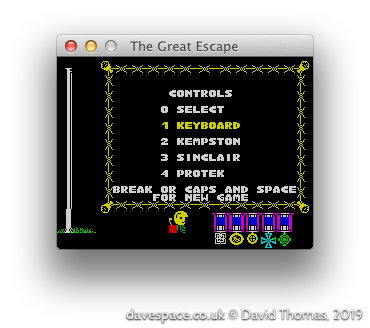 The Great Escape
CONTROLS
0 SELECT
1 KEYBOARD
2 KEMPSTON
3 SINCLAIR
4 PROTEK
BREAK OR CAPS AND SPACE
FOR NEW GAME
davespace.co.uk © David Thomas, 2019